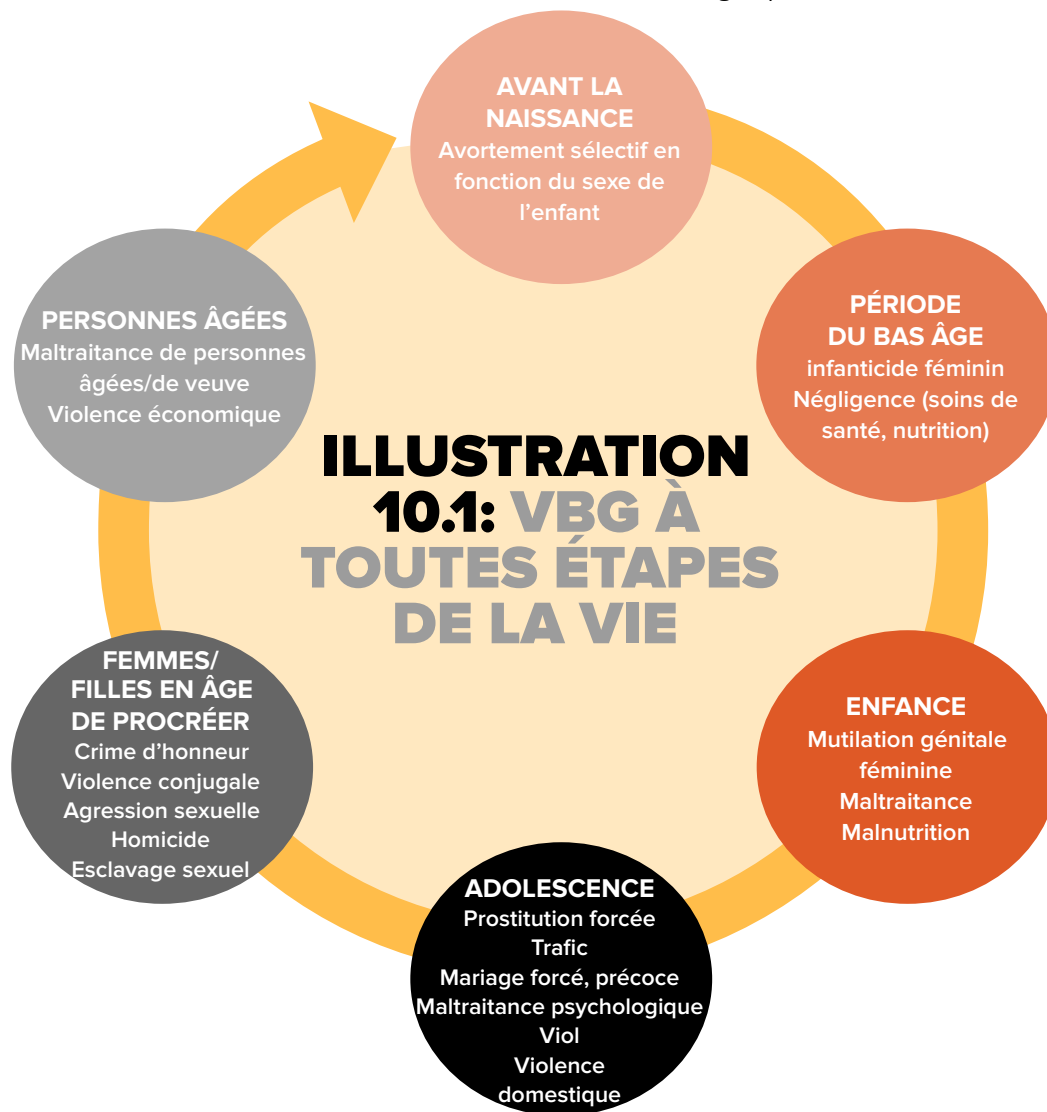 AVANT LA
NAISSANCE
Avortement sélectif en
fonction du sexe de
l'enfant
PÉRIODE
DU BAS ÂGE
infanticide féminin
Négligence (soins de
santé, nutrition)
ENFANCE
Mutilation génitale
féminine
Maltraitance
Malnutrition
ADOLESCENCE
Prostitution forcée
Trafic
Mariage forcé, précoce
Maltraitance psychologique
Viol
Violence
domestique
FEMMES/
FILLES EN ÂGE
DE PROCRÉER
Crime d'honneur
Violence conjugale
Agression sexuelle
Homicide
Esclavage sexuel
PERSONNES ÂGÉES
Maltraitance de personnes
âgées/de veuve
Violence économique
ILLUSTRATION
10.1: VBG À
TOUTES ÉTAPES
DE LA VIE